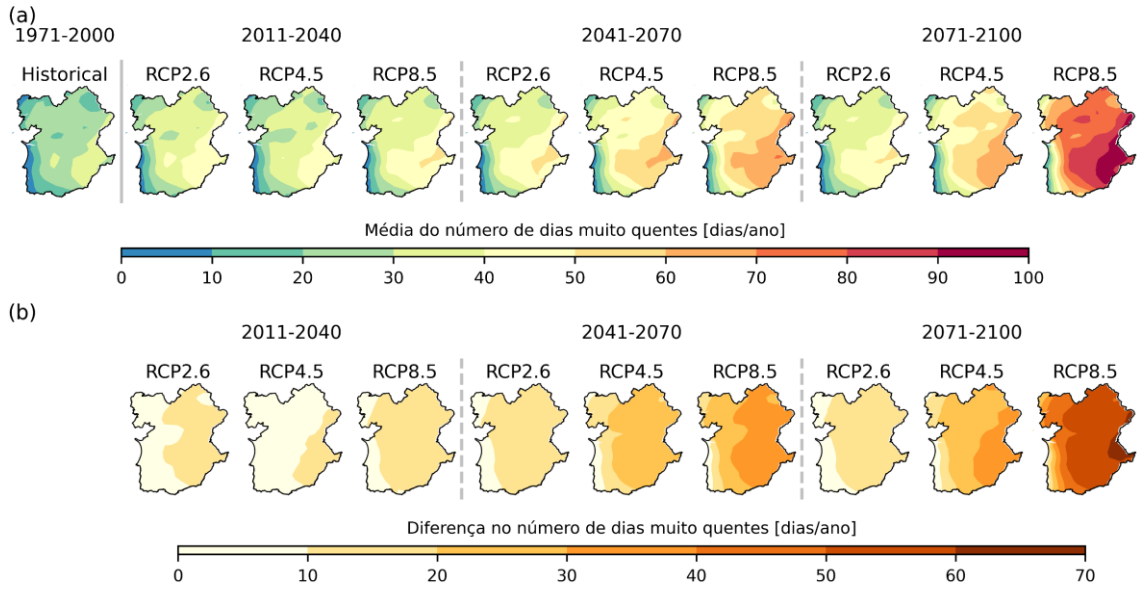 (a)
1971-2000 2011-2040 2041-2070 2071-2100
Historical RCP2.6 RCP4.5 RCP8.5 RCP2.6 RCP4.5 RCP8.5 RCP2.6 RCP4.5 RCP8.5
Média do número de dias muito quentes [dias/ano]
0 10 20 30 40 50 60 70 80 90 100
(b)
2011-2040 2041-2070 2071-2100
RCP2.6 RCP4.5 RCP8.5 RCP2.6 RCP4.5 RCP8.5 RCP2.6 RCP4.5 RCP8.5
Diferença no número de dias muito quentes [dias/ano]
0 10 20 30 40 50 60 70